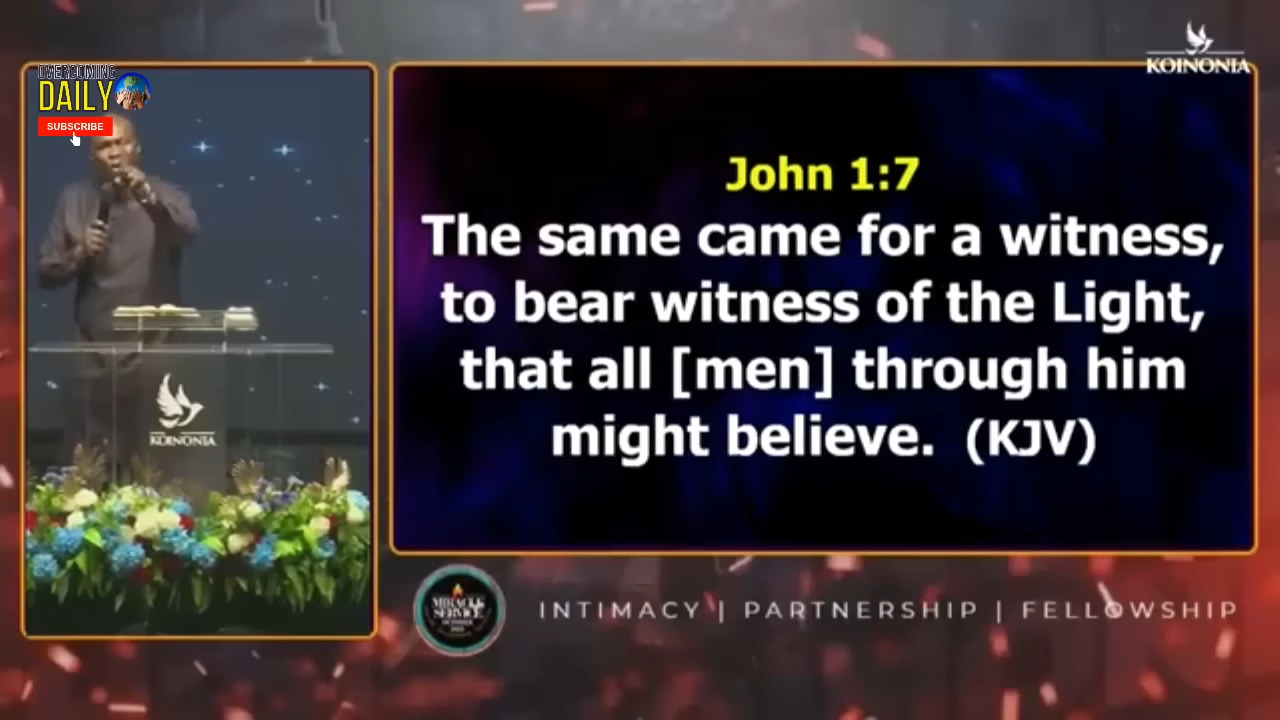 OVERCOMING
DAILY
SUBSCRIBE
KOINONIA
John 1:7
The same came for a witness,
to bear witness of the Light,
that all [men] through him
might believe. (KJV)
KOINONIA
MIRACLE
SERVICE
OCTOBER
INTIMACY | PARTNERSHIP | FELLOWSHIP